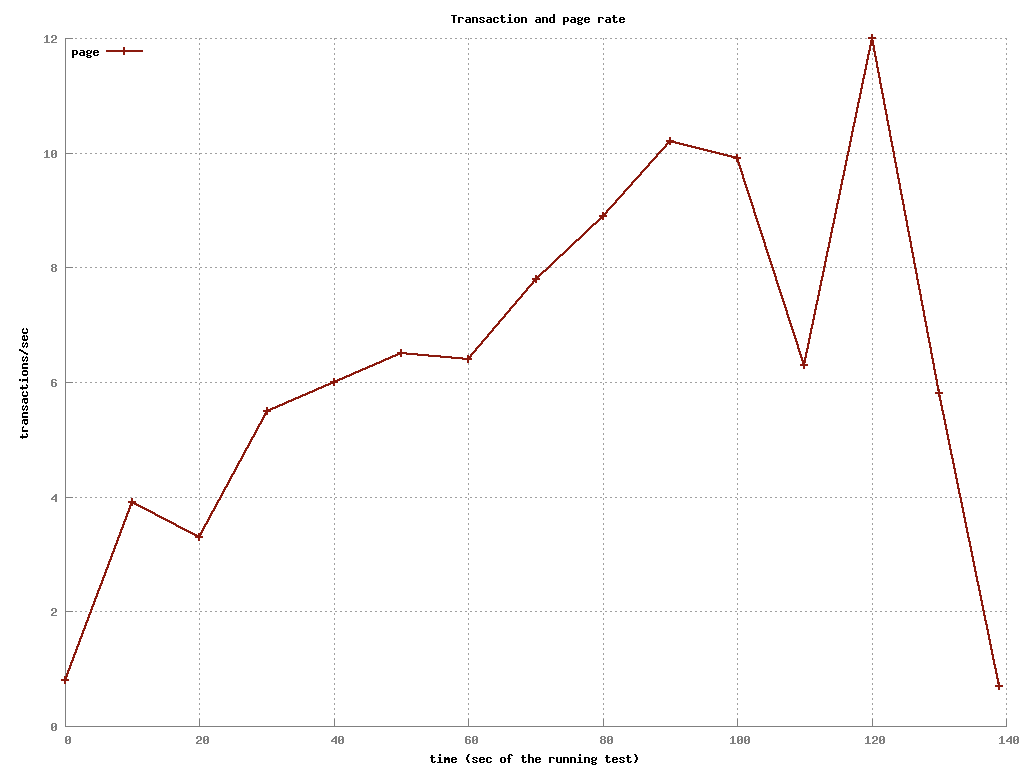 Transaction and page rate
page
12
10
8
6
4
2
0
transactions/sec
0 20 40 60 80 100 120 140
time (sec of the running test)